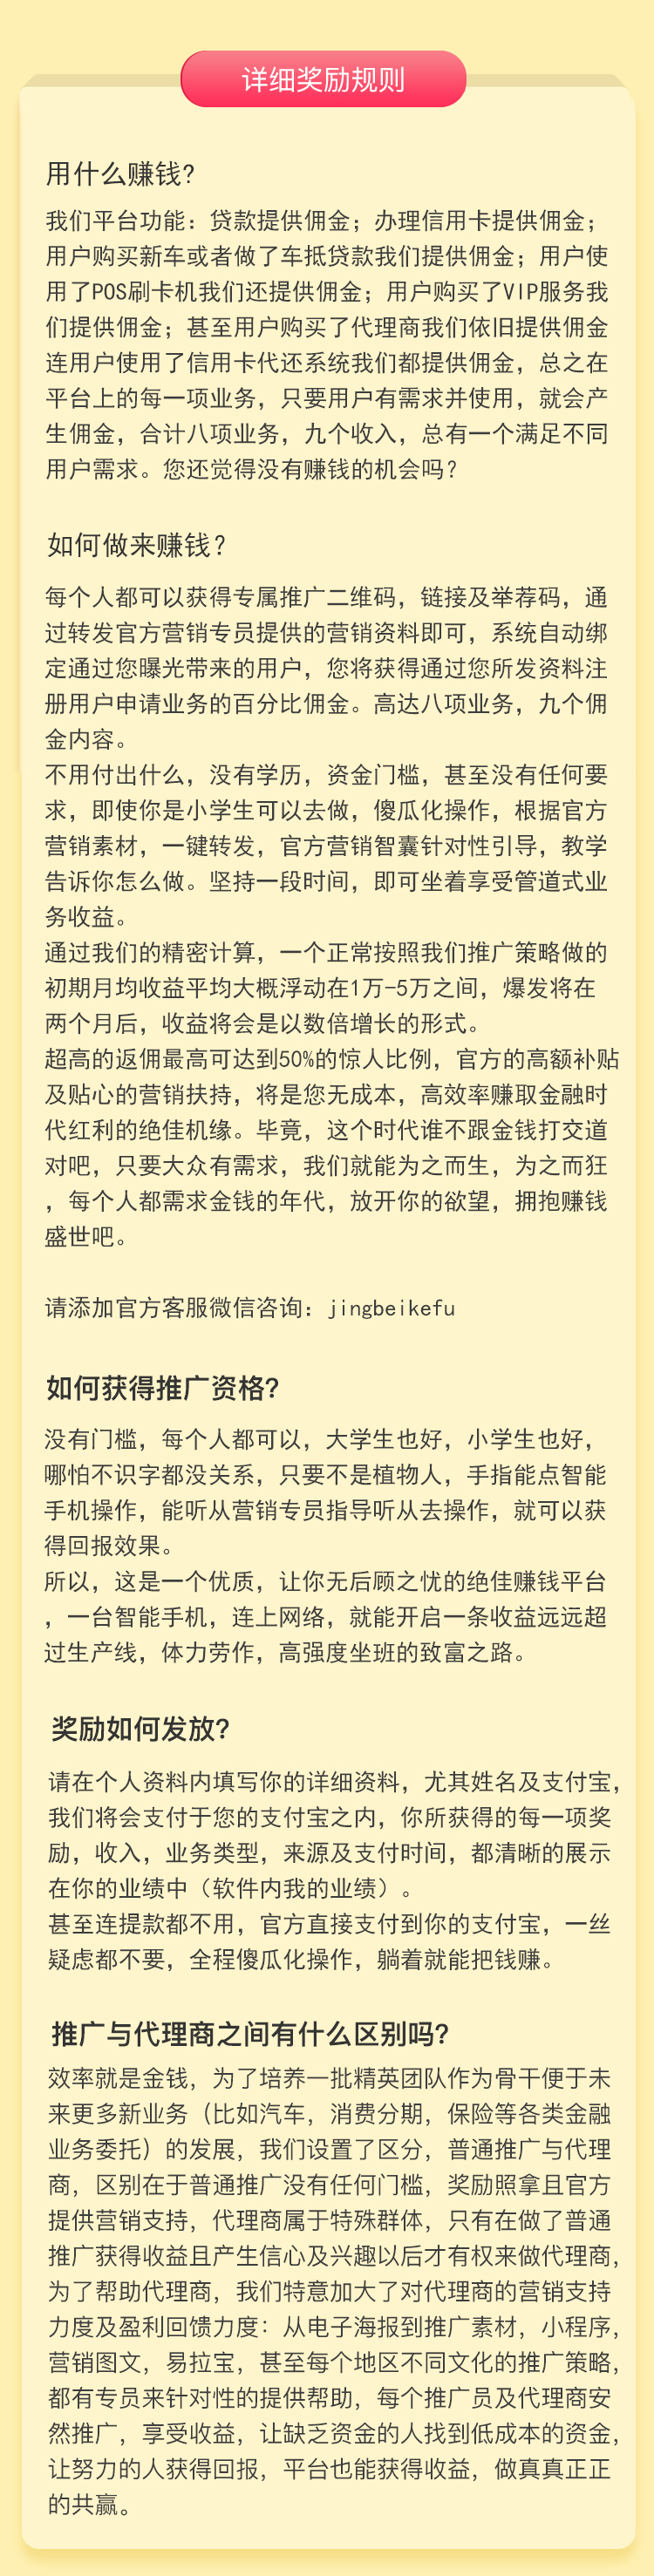 详细奖励规则
用什么赚钱?
我们平台功能：贷款提供佣金；办理信用卡提供佣金；
用户购买新车或者做了车抵贷款我们提供佣金；用户使
用了POS刷卡机我们还提供佣金；用户购买了VIP服务我
们提供佣金；甚至用户购买了代理商我们依旧提供佣金
连用户使用了信用卡代还系统我们都提供佣金，总之在
平台上的每一项业务，只要用户有需求并使用，就会产
生佣金，合计八项业务，九个收入，总有一个满足不同
用户需求。您还觉得没有赚钱的机会吗？
如何做来赚钱？
每个人都可以获得专属推广二维码，链接及举荐码，通
过转发官方营销专员提供的营销资料即可，系统自动绑
定通过您曝光带来的用户，您将获得通过您所发资料注
册用户申请业务的百分比佣金。高达八项业务，九个佣
金内容。
不用付出什么，没有学历，资金门槛，甚至没有任何要
求，即使你是小学生可以去做，傻瓜化操作，根据官方
营销素材，一键转发，官方营销智囊针对性引导，教学
告诉你怎么做。坚持一段时间，即可坐着享受管道式业
务收益。
通过我们的精密计算，一个正常按照我们推广策略做的
初期月均收益平均大概浮动在1万-5万之间，爆发将在
两个月后，收益将会是以数倍增长的形式。
超高的返佣最高可达到50%的惊人比例，官方的高额补贴
及贴心的营销扶持，将是您无成本，高效率赚取金融时
代红利的绝佳机缘。毕竟，这个时代谁不跟金钱打交道
对吧，只要大众有需求，我们就能为之而生，为之而狂
，每个人都需求金钱的年代，放开你的欲望，拥抱赚钱
盛世吧。
请添加官方客服微信咨询：jingbeikefu
如何获得推广资格?
没有门槛，每个人都可以，大学生也好，小学生也好，
哪怕不识字都没关系，只要不是植物人，手指能点智能
手机操作，能听从营销专员指导听从去操作，就可以获
得回报效果。
所以，这是一个优质，让你无后顾之忧的绝佳赚钱平台
，一台智能手机，连上网络，就能开启一条收益远远超
过生产线，体力劳作，高强度坐班的致富之路。
奖励如何发放?
请在个人资料内填写你的详细资料，尤其姓名及支付宝，
我们将会支付于您的支付宝之内，你所获得的每一项奖
励，收入，业务类型，来源及支付时间，都清晰的展示
在你的业绩中（软件内我的业绩）。
甚至连提款都不用，官方直接支付到你的支付宝，一丝
疑虑都不要，全程傻瓜化操作，躺着就能把钱赚。
推广与代理商之间有什么区别吗?
效率就是金钱，为了培养一批精英团队作为骨干便于未
来更多新业务（比如汽车，消费分期，保险等各类金融
业务委托）的发展，我们设置了区分，普通推广与代理
商，区别在于普通推广没有任何门槛，奖励照拿且官方
提供营销支持，代理商属于特殊群体，只有在做了普通
推广获得收益且产生信心及兴趣以后才有权来做代理商，
为了帮助代理商，我们特意加大了对代理商的营销支持
力度及盈利回馈力度：从电子海报到推广素材，小程序，
营销图文，易拉宝，甚至每个地区不同文化的推广策略，
都有专员来针对性的提供帮助，每个推广员及代理商安
然推广，享受收益，让缺乏资金的人找到低成本的资金，
让努力的人获得回报，平台也能获得收益，做真真正正
的共赢。